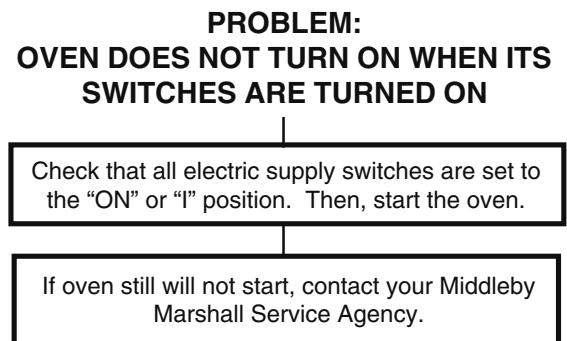 PROBLEM:
OVEN DOES NOT TURN ON WHEN ITS
SWITCHES ARE TURNED ON
Check that all electric supply switches are set to
the “ON” or “I” position.  Then, start the oven.
If oven still will not start, contact your Middleby
Marshall Service Agency.